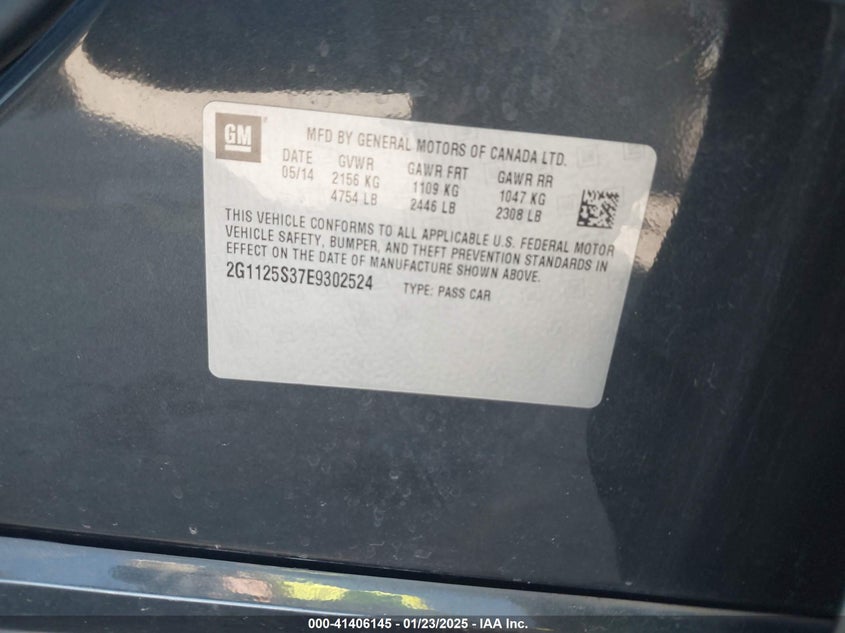 GM
MFD BY GENERAL MOTORS OF CANADA LTD.
DATE GVWR GAWR FRT GAWR RR
05/14 2156 KG 1109 KG 1047 KG
4754 LB 2446 LB 2308 LB
THIS VEHICLE CONFORMS TO ALL APPLICABLE U.S. FEDERAL MOTOR
VEHICLE SAFETY, BUMPER, AND THEFT PREVENTION STANDARDS IN
EFFECT ON THE DATE OF MANUFACTURE SHOWN ABOVE.
2G1125S37E9302524 TYPE: PASS CAR
000-41406145 - 01/23/2025 - IAA Inc.